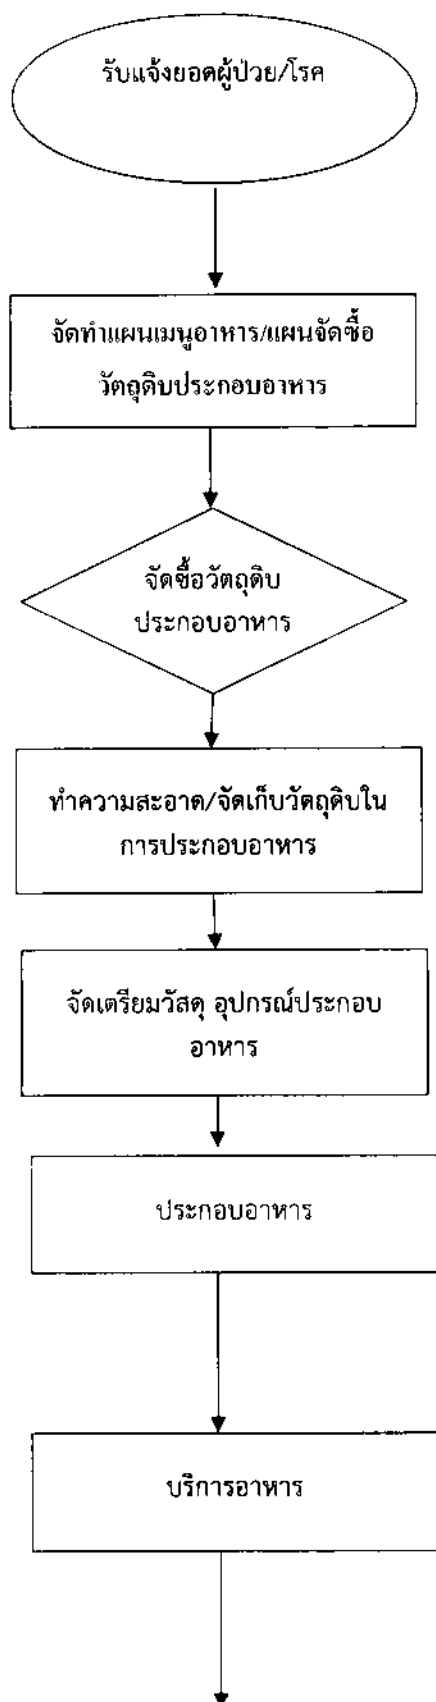 รับแจ้งยอดผู้ป่วย/โรค
จัดทำแผนเมนูอาหาร/แผนจัดซื้อ
วัตถุดิบประกอบอาหาร
จัดซื้อวัตถุดิบ
ประกอบอาหาร
ทำความสะอาด/จัดเก็บวัตถุดิบใน
การประกอบอาหาร
จัดเตรียมวัสดุ อุปกรณ์ประกอบ
อาหาร
ประกอบอาหาร
บริการอาหาร